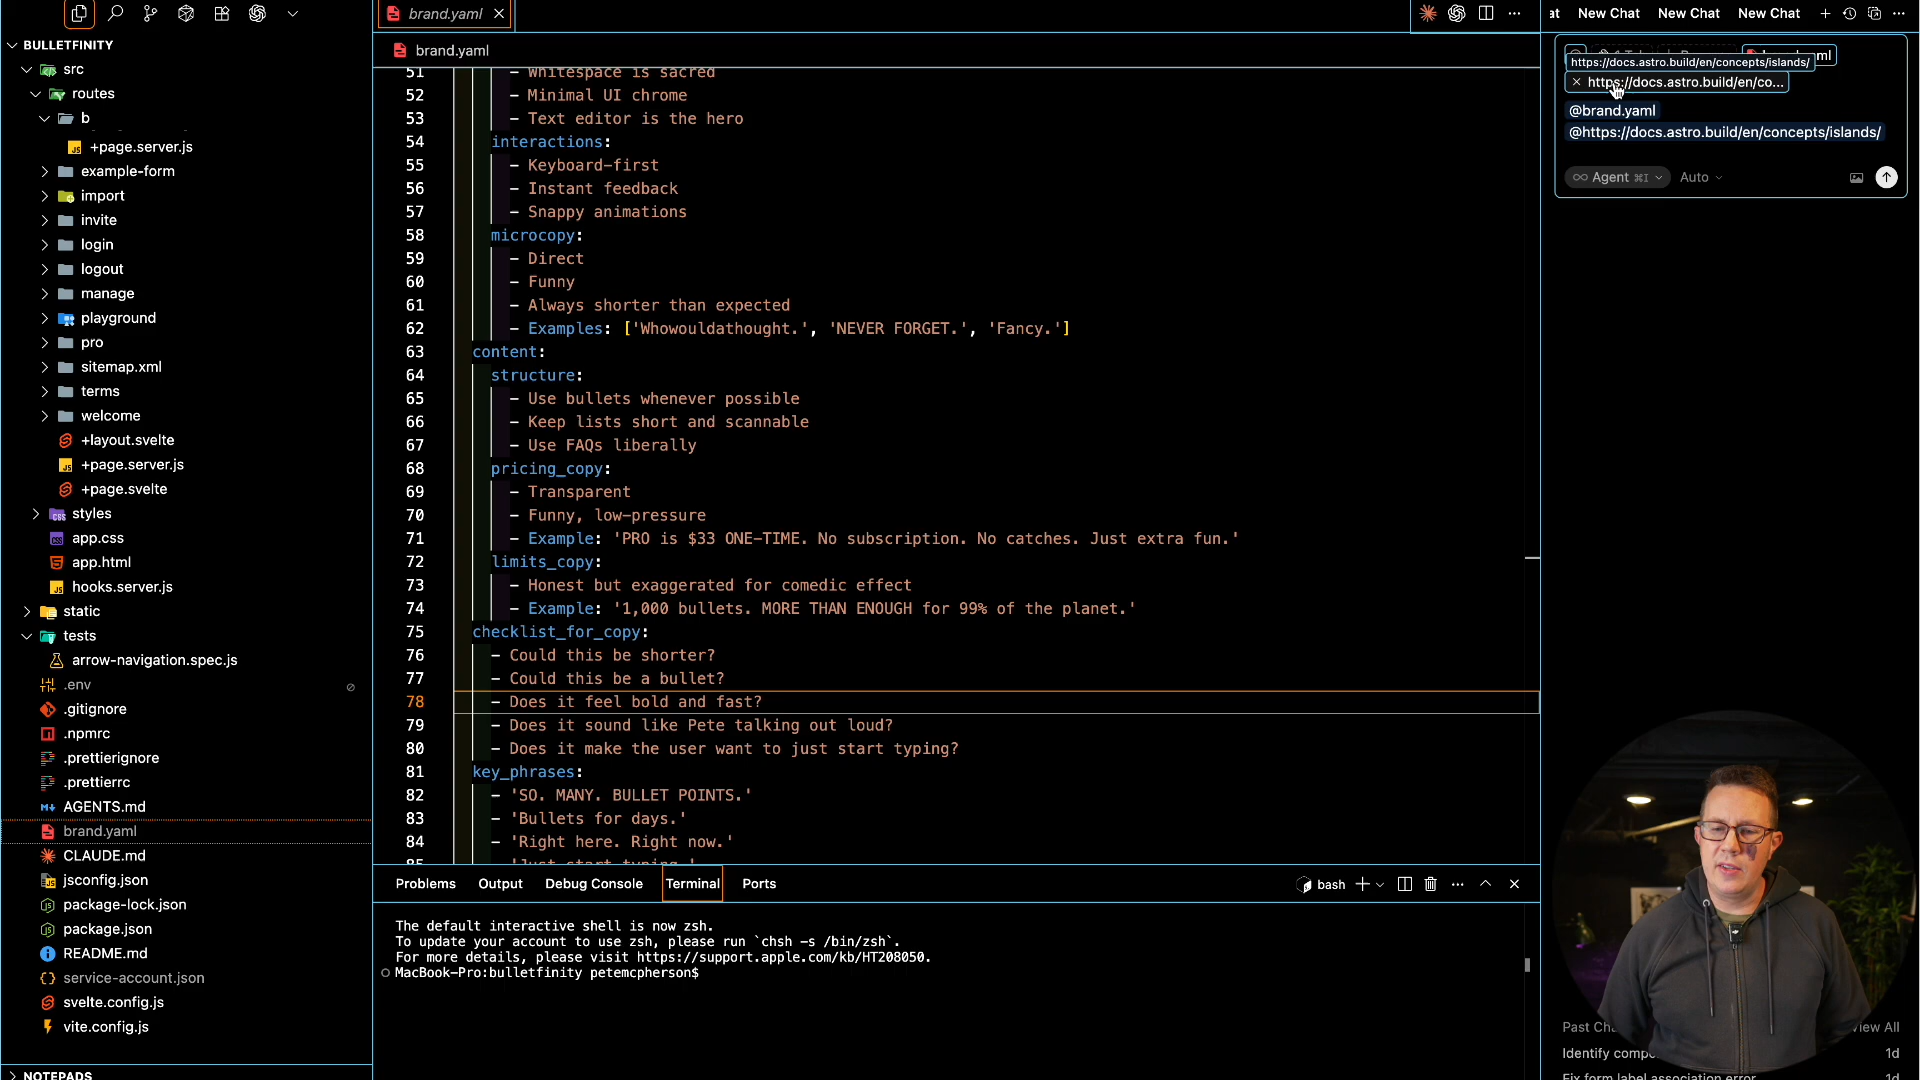 BULLETFINITY
src
routes
b
+page.server.js
example-form
import
invite
login
logout
manage
playground
pro
sitemap.xml
terms
welcome
+layout.svelte
+page.server.js
+page.svelte
styles
app.css
app.html
hooks.server.js
static
tests
arrow-navigation.spec.js
.env
.gitignore
.npmrc
.prettierignore
.prettierrc
AGENTS.md
brand.yaml
CLAUDE.md
jsconfig.json
package-lock.json
package.json
README.md
service-account.json
svelte.config.js
vite.config.js
NOTEPADS
brand.yaml
brand.yaml
51 - Whitespace is sacred
52 - Minimal UI chrome
53 - Text editor is the hero
54 interactions:
55 - Keyboard-first
56 - Instant feedback
57 - Snappy animations
58 microcopy:
59 - Direct
60 - Funny
61 - Always shorter than expected
62 - Examples: ['Whowouldathought.', 'NEVER FORGET.', 'Fancy.']
63 content:
64 structure:
65 - Use bullets whenever possible
66 - Keep lists short and scannable
67 - Use FAQs liberally
68 pricing_copy:
69 - Transparent
70 - Funny, low-pressure
71 - Example: 'PRO is $33 ONE-TIME. No subscription. No catches. Just extra fun.'
72 limits_copy:
73 - Honest but exaggerated for comedic effect
74 - Example: '1,000 bullets. MORE THAN ENOUGH for 99% of the planet.'
75 checklist_for_copy:
76 - Could this be shorter?
77 - Could this be a bullet?
78 - Does it feel bold and fast?
79 - Does it sound like Pete talking out loud?
80 - Does it make the user want to just start typing?
81 key_phrases:
82 - 'SO. MANY. BULLET POINTS.'
83 - 'Bullets for days.'
84 - 'Right here. Right now.'
85 - 'Just start typing.'
Problems Output Debug Console Terminal Ports
bash
The default interactive shell is now zsh.
To update your account to use zsh, please run `chsh -s /bin/zsh`.
For more details, please visit https://support.apple.com/kb/HT208050.
MacBook-Pro:bulletfinity petemcpherson$
at New Chat New Chat New Chat
https://docs.astro.build/en/concepts/islands/
https://docs.astro.build/en/co...
@brand.yaml
@https://docs.astro.build/en/concepts/islands/
Agent ⌘I Auto
Past Cha
View All
Identify compo
1d
Fix form label association error
1d